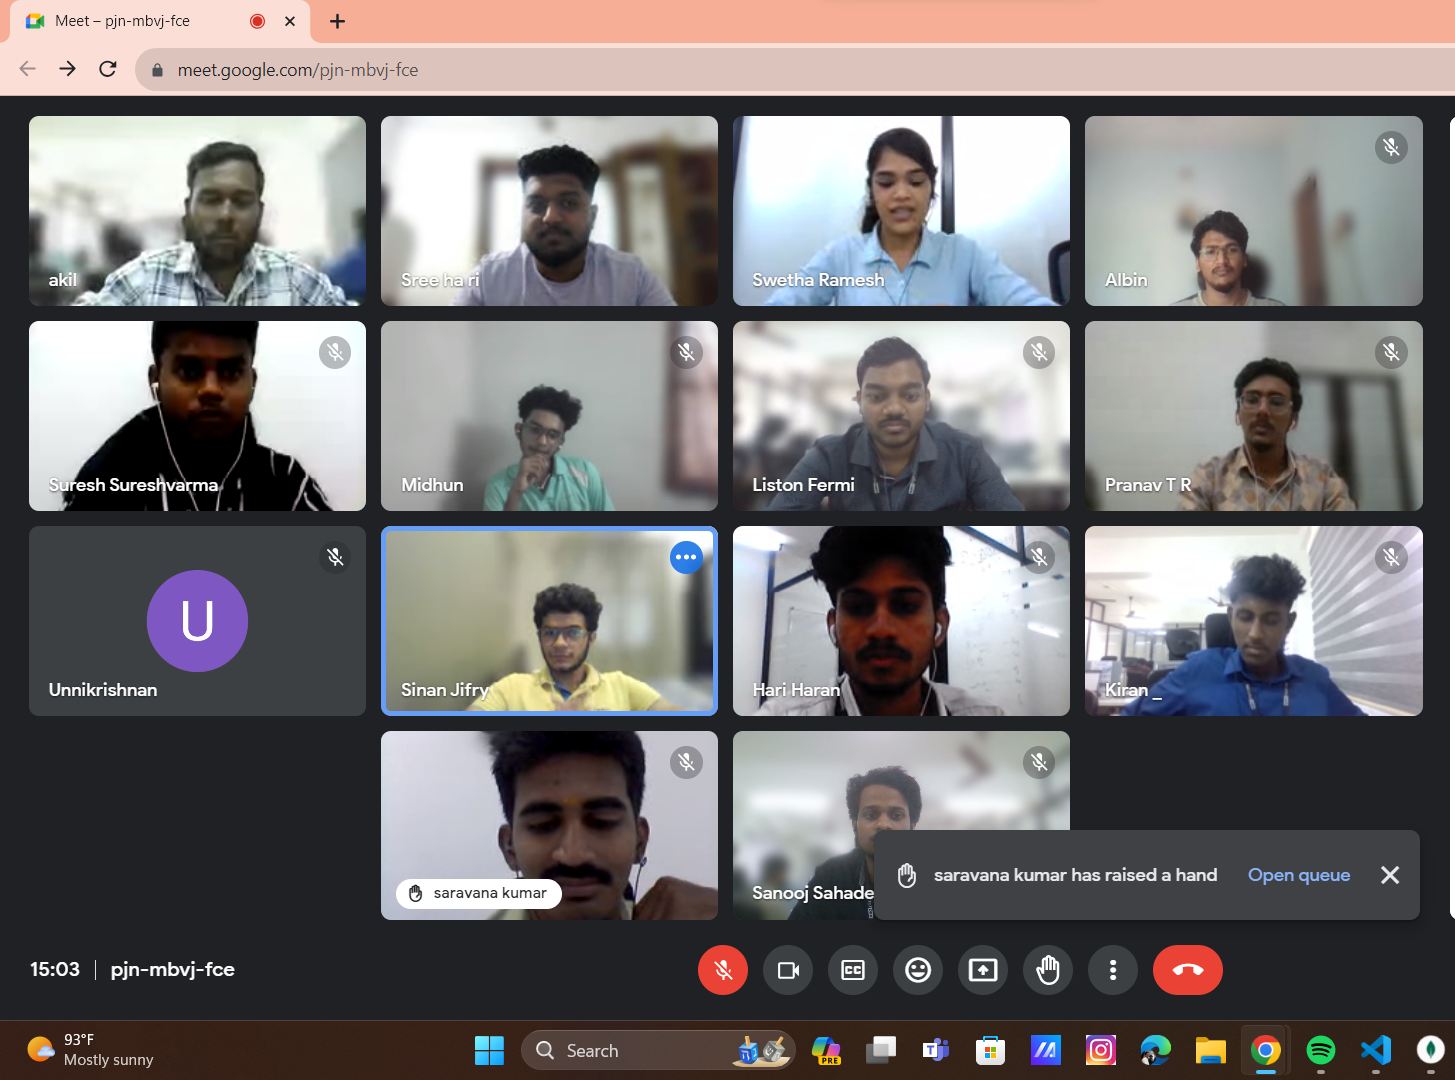 Meet – pjn-mbvj-fce
meet.google.com/pjn-mbvj-fce
akil
Sree ha ri
Swetha Ramesh
Albin
Suresh Sureshvarma
Midhun
Liston Fermi
Pranav T R
U
Unnikrishnan
Sinan Jifry
Hari Haran
Kiran _
saravana kumar
Sanooj Sahade
saravana kumar has raised a hand
Open queue
15:03
pjn-mbvj-fce
CC
93°F
Mostly sunny
Search
PRE
T